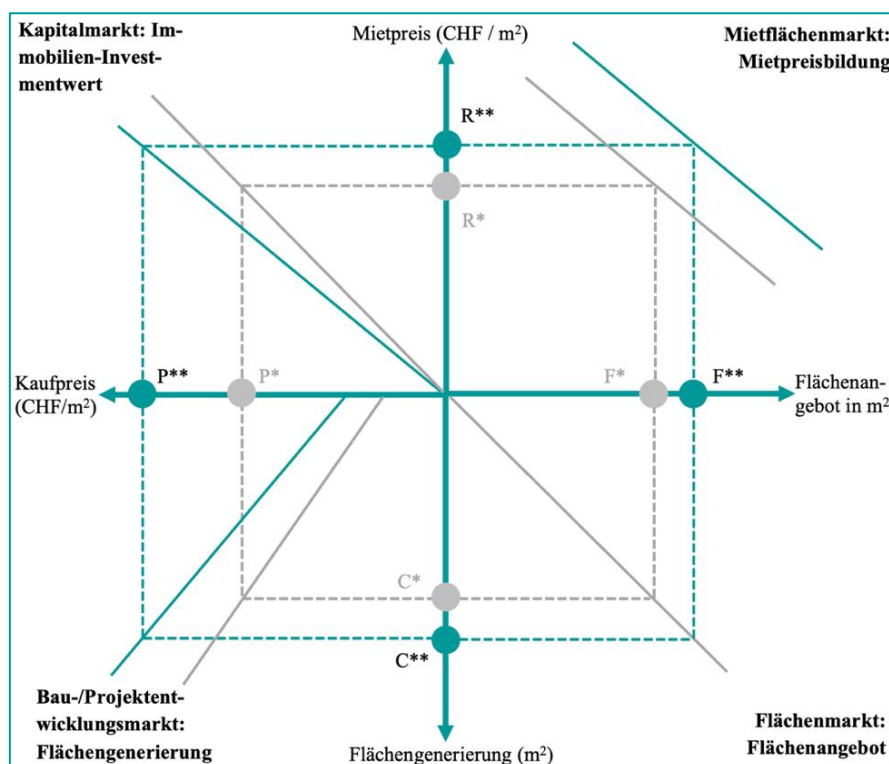 Kapitalmarkt: Im-
mobilien-Invest-
mentwert
Mietpreis (CHF / m²)
Mietflächenmarkt:
Mietpreisbildung
R**
R*
Kaufpreis
(CHF/m²)
P**
P*
F*
F**
Flächenan-
gebot in m²
C*
C**
Bau-/Projektent-
wicklungsmarkt:
Flächengenerierung
Flächengenerierung (m²)
Flächenmarkt:
Flächenangebot